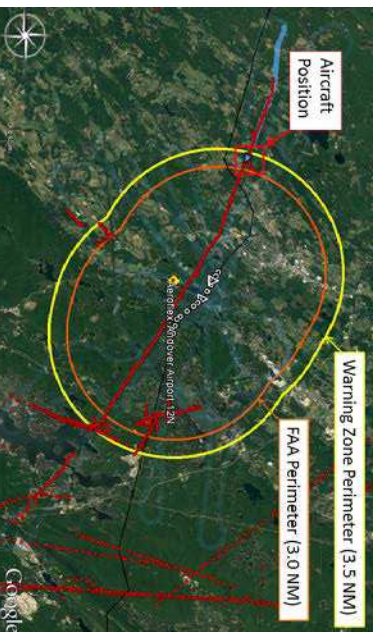 Aircraft
Position
Warning Zone Perimeter (3.5 NM)
FAA Perimeter (3.0 NM)
Aeroflex-Andover Airport-12N
Google